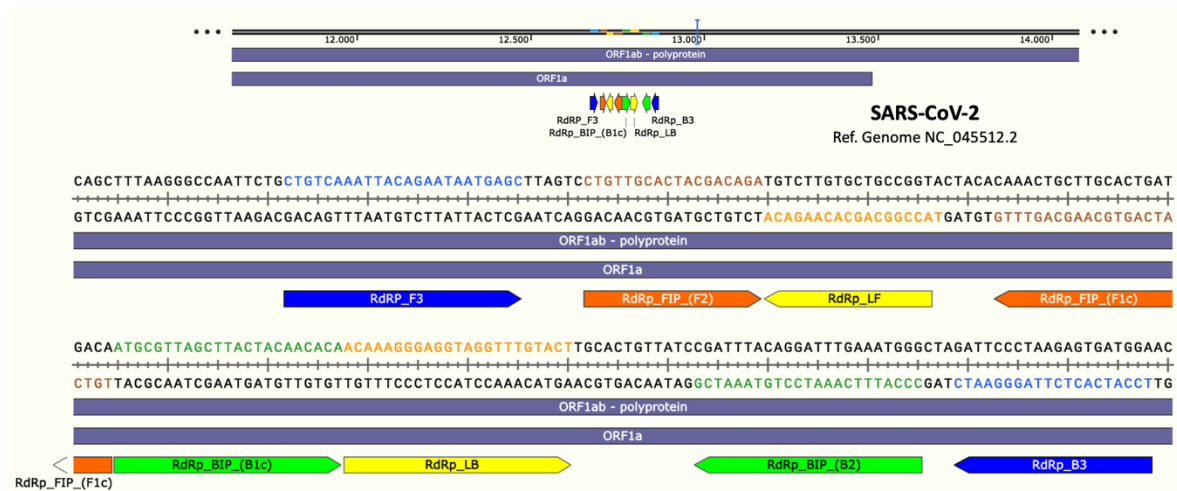 12.000 12.500 13.000 13.500 14.000
ORF1ab - polyprotein
ORF1a
RdRP_F3 RdRp_B3
RdRp_BIP_(B1c) RdRp_LB
SARS-CoV-2
Ref. Genome NC_045512.2
CAGCTTTAAGGGCCAATTCTGCTGTCAAATTACAGAATAATGAGCTTAGTCCTGTTGCACTACGACAGATGTCTTGTGCTGCCGGTACTACACAAACTGCTTGCACTGAT
GTCGAAATTCCCGGTTAAGACGACAGTTTAATGTCTTATTACTCGAATCAGGACAACGTGATGCTGTCTACAGAACACGACGGCCATGATGTGTTTGACGAACGTGACTA
ORF1ab - polyprotein
ORF1a
RdRP_F3 RdRp_FIP_(F2) RdRp_LF RdRp_FIP_(F1c)
GACAATGCGTTAGCTTACTACAACACAACAAAGGGAGGTAGGTTTGTACTTGCACTGTTATCCGATTTACAGGATTTGAAATGGGCTAGATTCCCTAAGAGTGATGGAAC
CTGTTACGCAATCGAATGATGTTGTGTTGTTTCCCTCCATCCAAACATGAACGTGACAATAGGCTAAATGTCCTAAACTTTACCCGATCTAAGGGATTCTCACTACCTTG
ORF1ab - polyprotein
ORF1a
RdRp_BIP_(B1c) RdRp_LB RdRp_BIP_(B2) RdRp_B3
RdRp_FIP_(F1c)